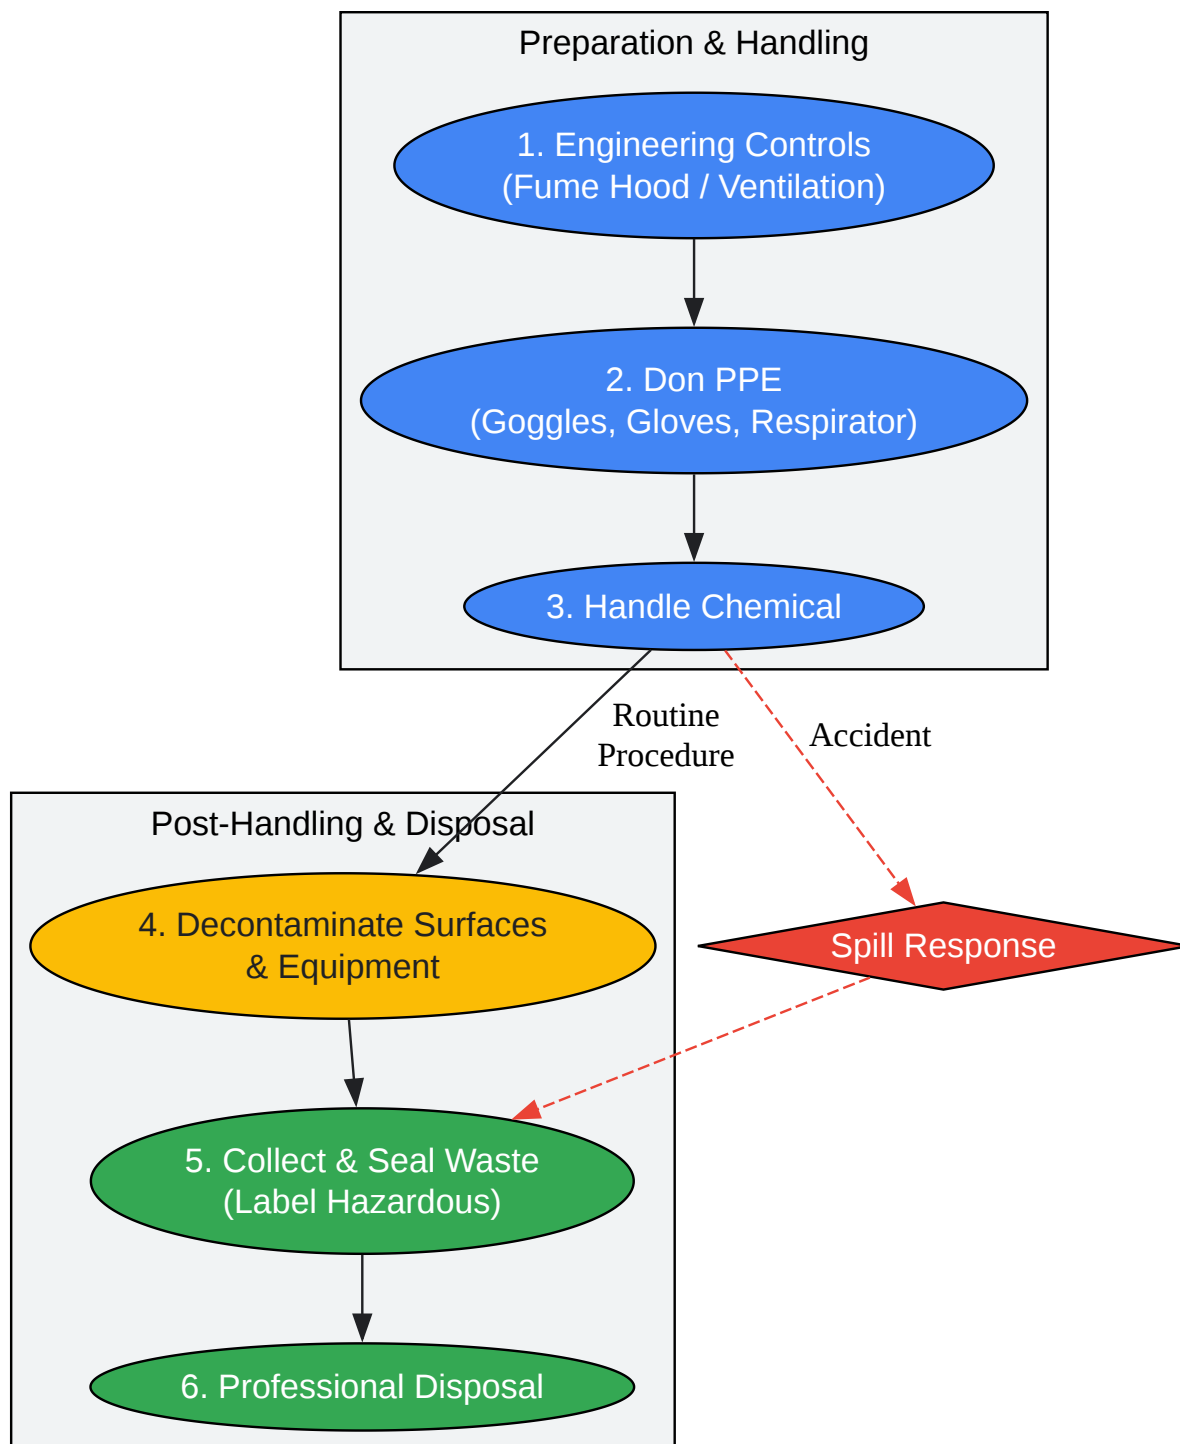 Preparation & Handling
1. Engineering Controls
(Fume Hood / Ventilation)
2. Don PPE
(Goggles, Gloves, Respirator)
3. Handle Chemical
Routine
Procedure
Accident
Post-Handling & Disposal
4. Decontaminate Surfaces
& Equipment
Spill Response
5. Collect & Seal Waste
(Label Hazardous)
6. Professional Disposal